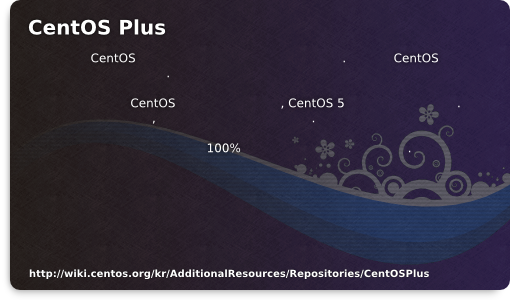 CentOS Plus
CentOS . CentOS
.
CentOS , CentOS 5 .
, .
100% .
http://wiki.centos.org/kr/AdditionalResources/Repositories/CentOSPlus